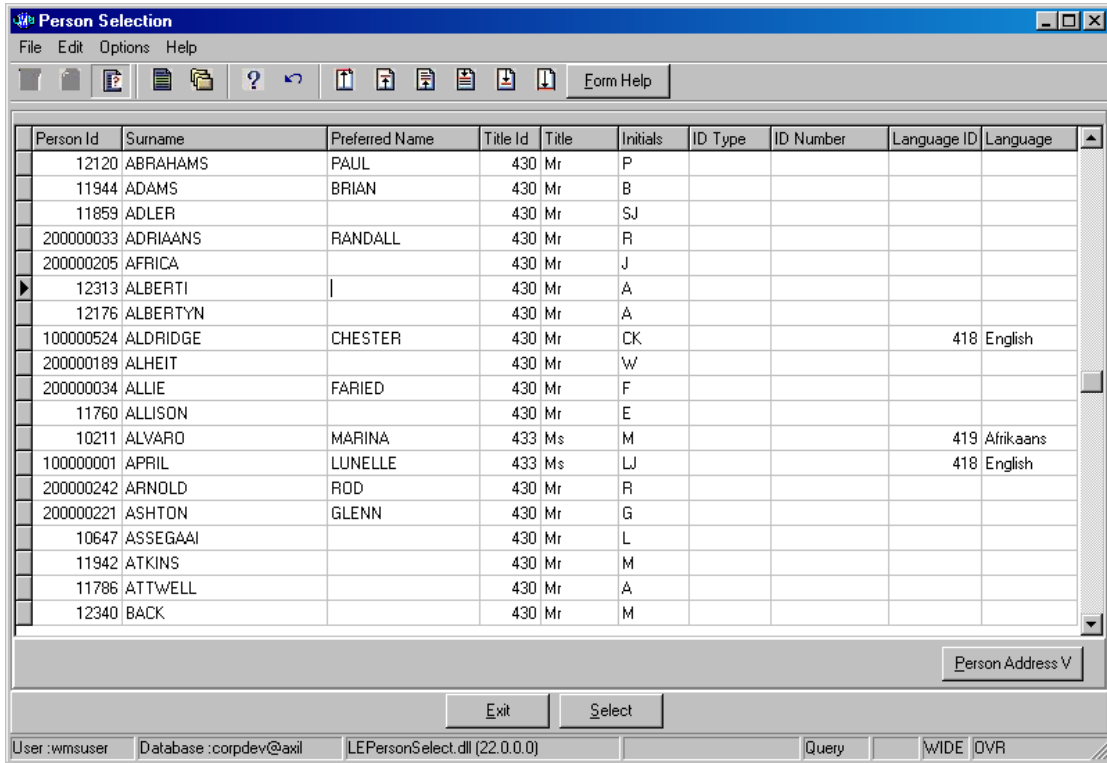 Person Selection
File Edit Options Help
Form Help
Person Id Surname Preferred Name Title Id Title Initials ID Type ID Number Language ID Language
12120 ABRAHAMS PAUL 430 Mr P
11944 ADAMS BRIAN 430 Mr B
11859 ADLER 430 Mr SJ
200000033 ADRIAANS RANDALL 430 Mr R
200000205 AFRICA 430 Mr J
12313 ALBERTI 430 Mr A
12176 ALBERTYN 430 Mr A
100000524 ALDRIDGE CHESTER 430 Mr CK 418 English
200000189 ALHEIT 430 Mr W
200000034 ALLIE FARIED 430 Mr F
11760 ALLISON 430 Mr E
10211 ALVARO MARINA 433 Ms M 419 Afrikaans
100000001 APRIL LUNELLE 433 Ms LJ 418 English
200000242 ARNOLD ROD 430 Mr R
200000221 ASHTON GLENN 430 Mr G
10647 ASSEGAAI 430 Mr L
11942 ATKINS 430 Mr M
11786 ATTWELL 430 Mr A
12340 BACK 430 Mr M
Person Address V
Exit Select
User :wmsuser Database :corpdev@axil LEPersonSelect.dll (22.0.0.0) Query WIDE OVR